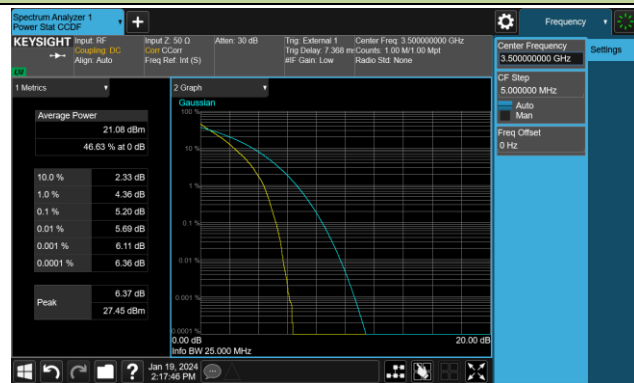 Spectrum Analyzer 1
Power Stat CCDF
Frequency
KEYSIGHT
Input: RF
Coupling: DC
Align: Auto
Input Z: 50 Ω
Corr CCorr
Freq Ref: Int (S)
Atten: 30 dB
Trig: External 1
Trig Delay: 7.368 m
#IF Gain: Low
Center Freq: 3.500000000 GHz
Counts: 1.00 M/1.00 Mpt
Radio Std: None
Center Frequency
3.500000000 GHz
Settings
CF Step
5.000000 MHz
Auto
Man
Freq Offset
0 Hz
1 Metrics
Average Power
21.08 dBm
46.63 % at 0 dB
10.0 % 2.33 dB
1.0 % 4.36 dB
0.1 % 5.20 dB
0.01 % 5.69 dB
0.001 % 6.11 dB
0.0001 % 6.36 dB
Peak 6.37 dB
27.45 dBm
2 Graph
Gaussian
100 %
10 %
1 %
0.1 %
0.01 %
0.001 %
0.0001 %
0.00 dB 20.00 dB
Info BW 25.000 MHz
Jan 19, 2024
2:17:46 PM